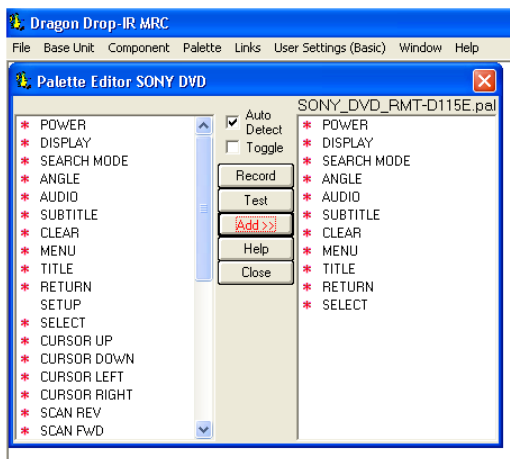 Dragon Drop-IR MRC
File Base Unit Component Palette Links User Settings (Basic) Window Help
Palette Editor SONY DVD
* POWER
* DISPLAY
* SEARCH MODE
* ANGLE
* AUDIO
* SUBTITLE
* CLEAR
* MENU
* TITLE
* RETURN
SETUP
* SELECT
* CURSOR UP
* CURSOR DOWN
* CURSOR LEFT
* CURSOR RIGHT
* SCAN REV
* SCAN FWD
Auto
Detect
Toggle
Record
Test
Add >>
Help
Close
SONY_DVD_RMT-D115E.pal
* POWER
* DISPLAY
* SEARCH MODE
* ANGLE
* AUDIO
* SUBTITLE
* CLEAR
* MENU
* TITLE
* RETURN
* SELECT